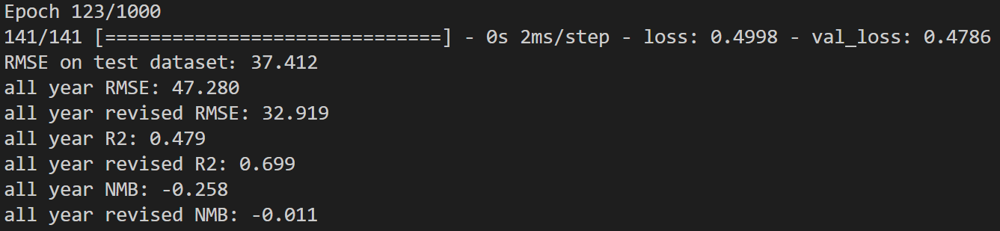 Epoch 123/1000
141/141 [==============================] - 0s 2ms/step - loss: 0.4998 - val_loss: 0.4786
RMSE on test dataset: 37.412
all year RMSE: 47.280
all year revised RMSE: 32.919
all year R2: 0.479
all year revised R2: 0.699
all year NMB: -0.258
all year revised NMB: -0.011